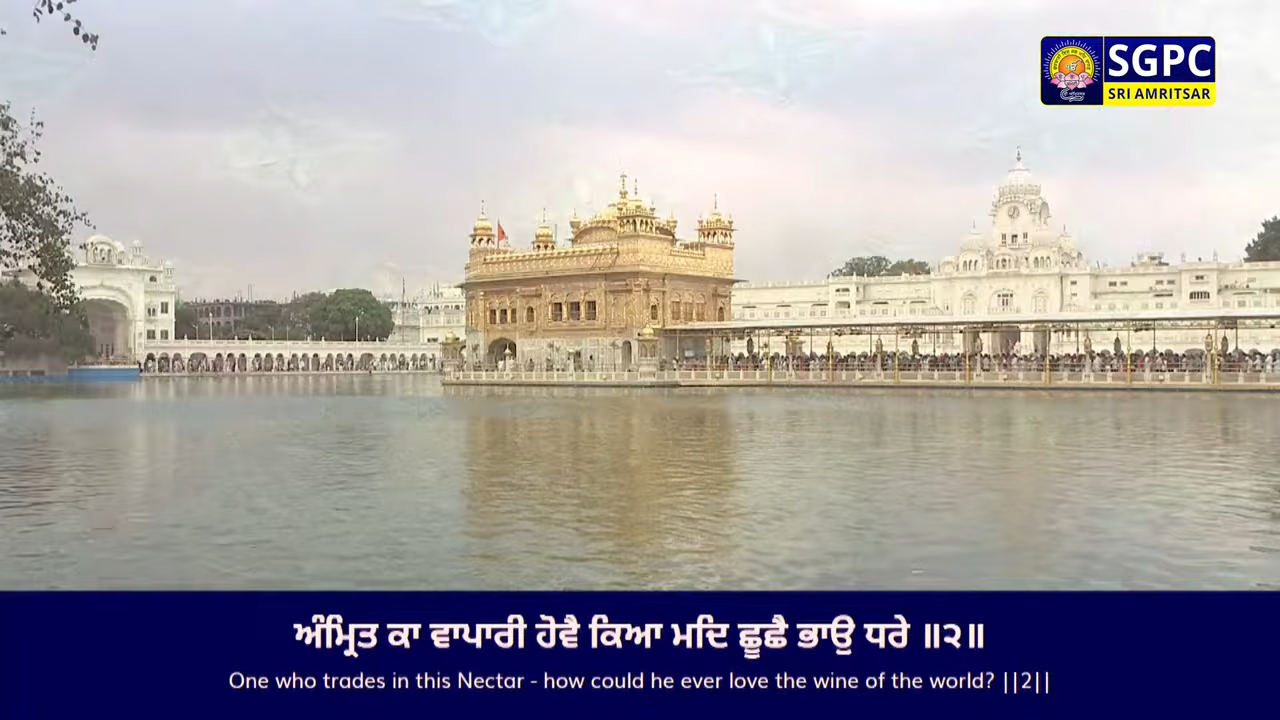 SGPC
SRI AMRITSAR
ਅੰਮ੍ਰਿਤ ਕਾ ਵਾਪਾਰੀ ਹੋਵੈ ਕਿਆ ਮਦਿ ਛੂਛੈ ਭਾਉ ਧਰੇ ॥੨॥
One who trades in this Nectar - how could he ever love the wine of the world? ||2||